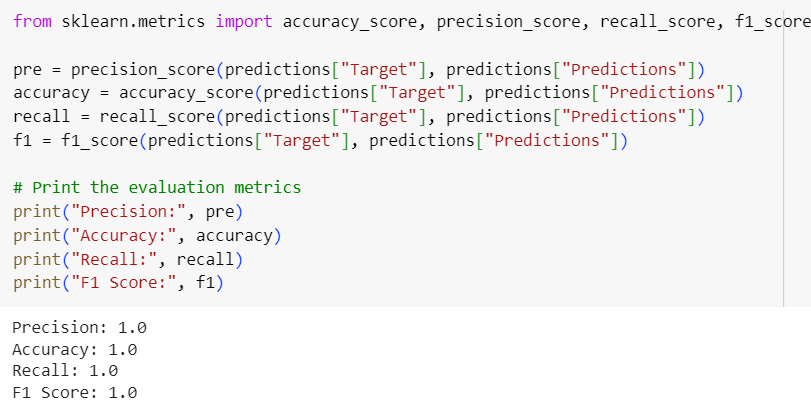 from sklearn.metrics import accuracy_score, precision_score, recall_score, f1_score
pre = precision_score(predictions["Target"], predictions["Predictions"])
accuracy = accuracy_score(predictions["Target"], predictions["Predictions"])
recall = recall_score(predictions["Target"], predictions["Predictions"])
f1 = f1_score(predictions["Target"], predictions["Predictions"])
# Print the evaluation metrics
print("Precision:", pre)
print("Accuracy:", accuracy)
print("Recall:", recall)
print("F1 Score:", f1)
Precision: 1.0
Accuracy: 1.0
Recall: 1.0
F1 Score: 1.0